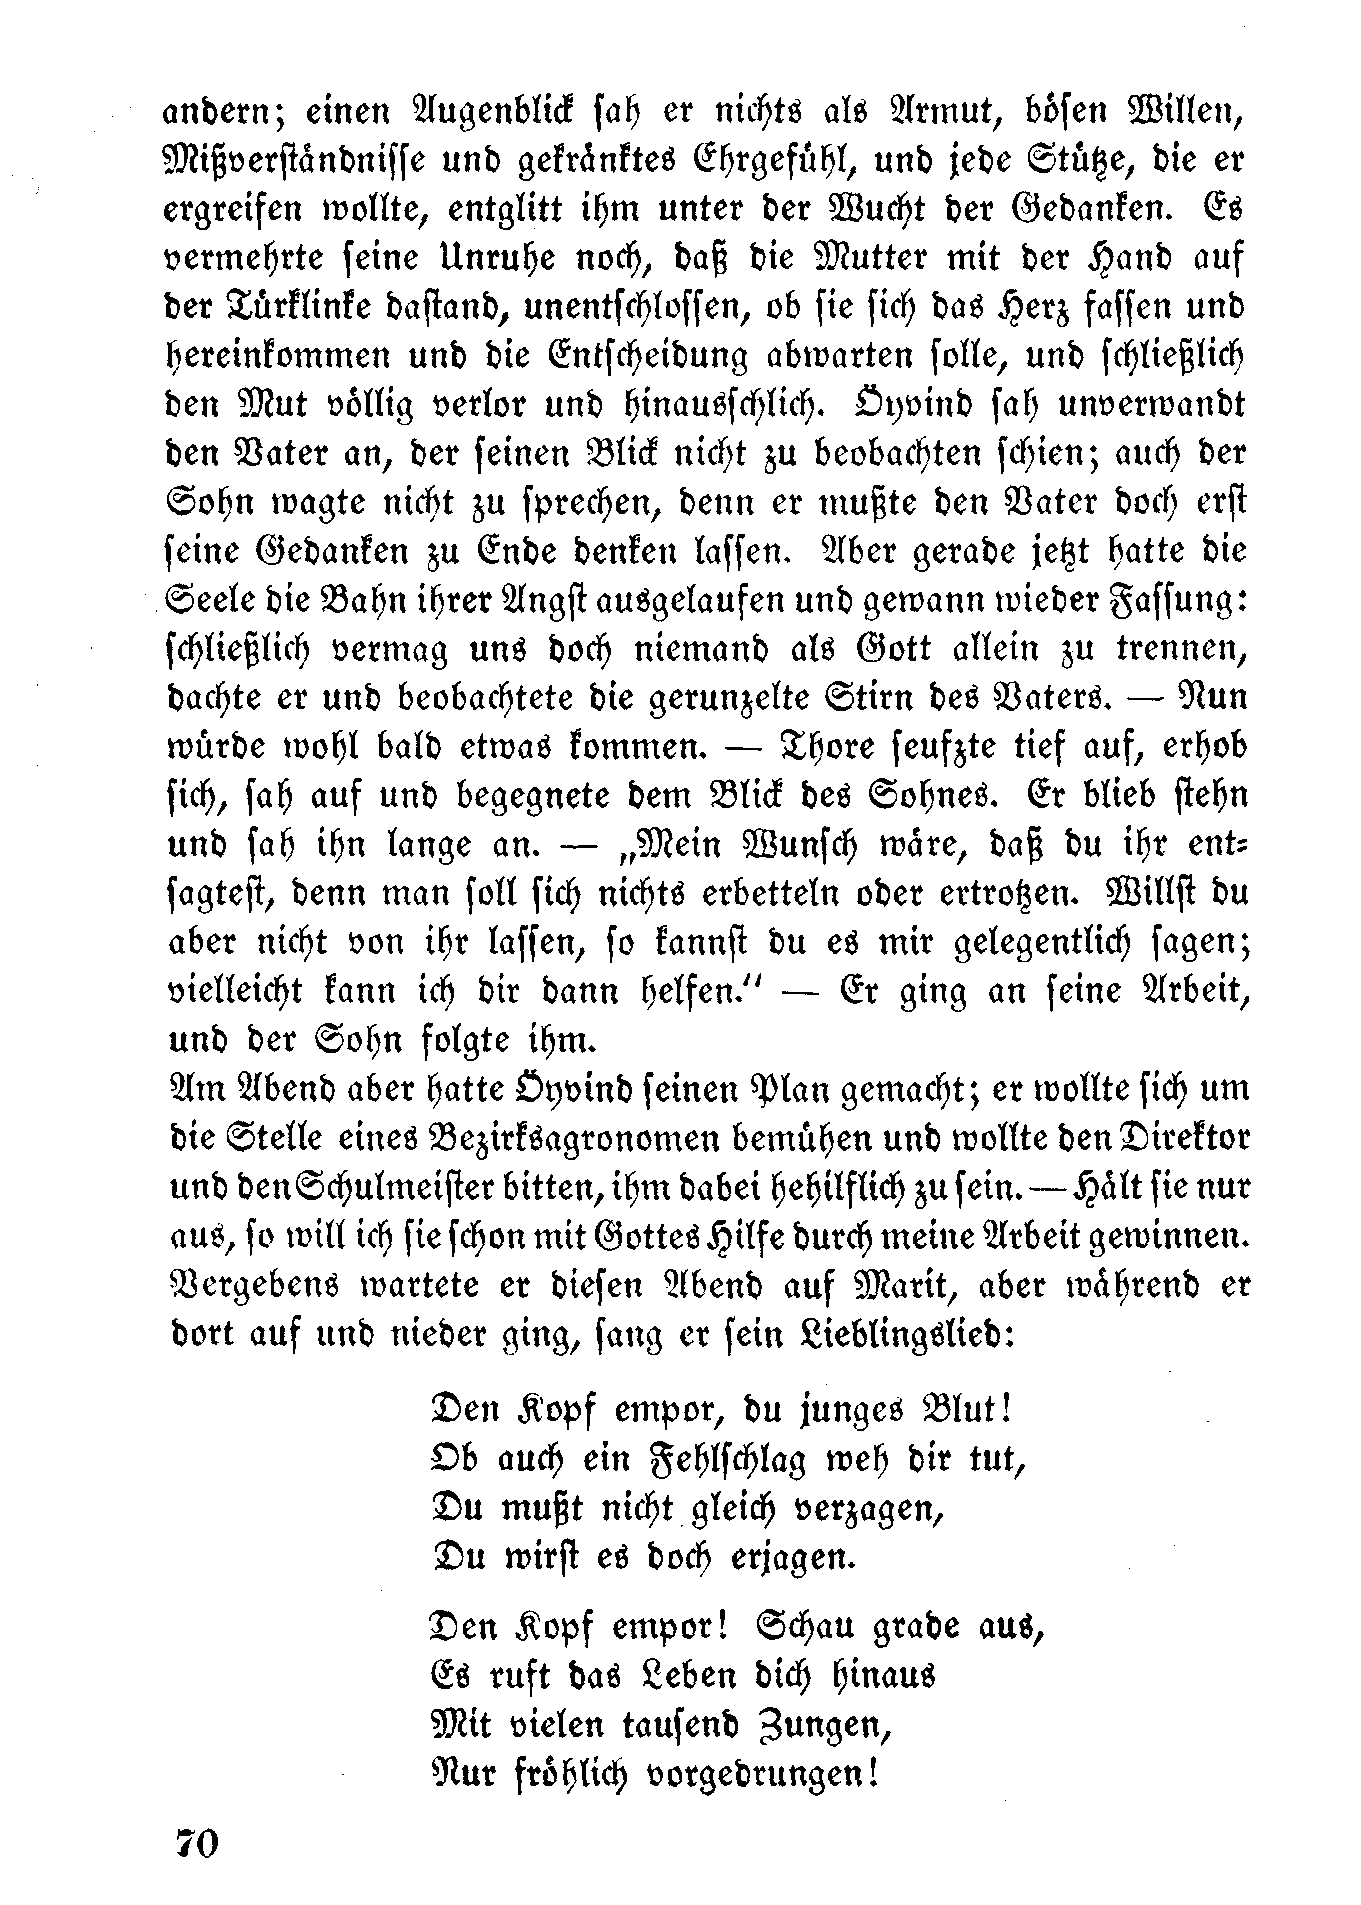 andern; einen Augenblick sah er nichts als Armut, bösen Willen,
Mißverständnisse und gekränktes Ehrgefühl, und jede Stütze, die er
ergreifen wollte, entglitt ihm unter der Wucht der Gedanken. Es
vermehrte seine Unruhe noch, daß die Mutter mit der Hand auf
der Türklinke dastand, unentschlossen, ob sie sich das Herz fassen und
hereinkommen und die Entscheidung abwarten solle, und schließlich
den Mut völlig verlor und hinausschlich. Öyvind sah unverwandt
den Vater an, der seinen Blick nicht zu beobachten schien; auch der
Sohn wagte nicht zu sprechen, denn er mußte den Vater doch erst
seine Gedanken zu Ende denken lassen. Aber gerade jetzt hatte die
Seele die Bahn ihrer Angst ausgelaufen und gewann wieder Fassung:
schließlich vermag uns doch niemand als Gott allein zu trennen,
dachte er und beobachtete die gerunzelte Stirn des Vaters. — Nun
würde wohl bald etwas kommen. — Thore seufzte tief auf, erhob
sich, sah auf und begegnete dem Blick des Sohnes. Er blieb stehn
und sah ihn lange an. — „Mein Wunsch wäre, daß du ihr ent-
sagtest, denn man soll sich nichts erbetteln oder ertrotzen. Willst du
aber nicht von ihr lassen, so kannst du es mir gelegentlich sagen;
vielleicht kann ich dir dann helfen.“ — Er ging an seine Arbeit,
und der Sohn folgte ihm.
Am Abend aber hatte Öyvind seinen Plan gemacht; er wollte sich um
die Stelle eines Bezirksagronomen bemühen und wollte den Direktor
und den Schulmeister bitten, ihm dabei hehilflich zu sein. — Hält sie nur
aus, so will ich sie schon mit Gottes Hilfe durch meine Arbeit gewinnen.
Vergebens wartete er diesen Abend auf Marit, aber während er
dort auf und nieder ging, sang er sein Lieblingslied:
Den Kopf empor, du junges Blut!
Ob auch ein Fehlschlag weh dir tut,
Du mußt nicht gleich verzagen,
Du wirst es doch erjagen.
Den Kopf empor! Schau grade aus,
Es ruft das Leben dich hinaus
Mit vielen tausend Zungen,
Nur fröhlich vorgedrungen!
70